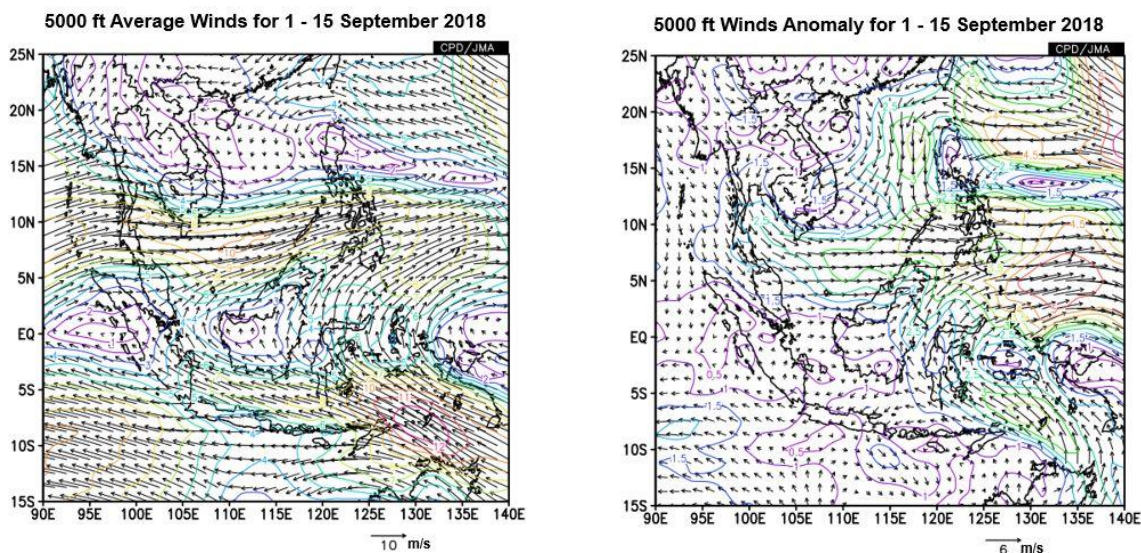 5000 ft Average Winds for 1 - 15 September 2018
CPD/JMA
25N
20N
15N
10N
5N
EQ
5S
10S
15S
90E 95E 100E 105E 110E 115E 120E 125E 130E 135E 140E
10 m/s
5000 ft Winds Anomaly for 1 - 15 September 2018
CPD/JMA
25N
20N
15N
10N
5N
EQ
5S
10S
15S
90E 95E 100E 105E 110E 115E 120E 125E 130E 135E 140E
6 m/s